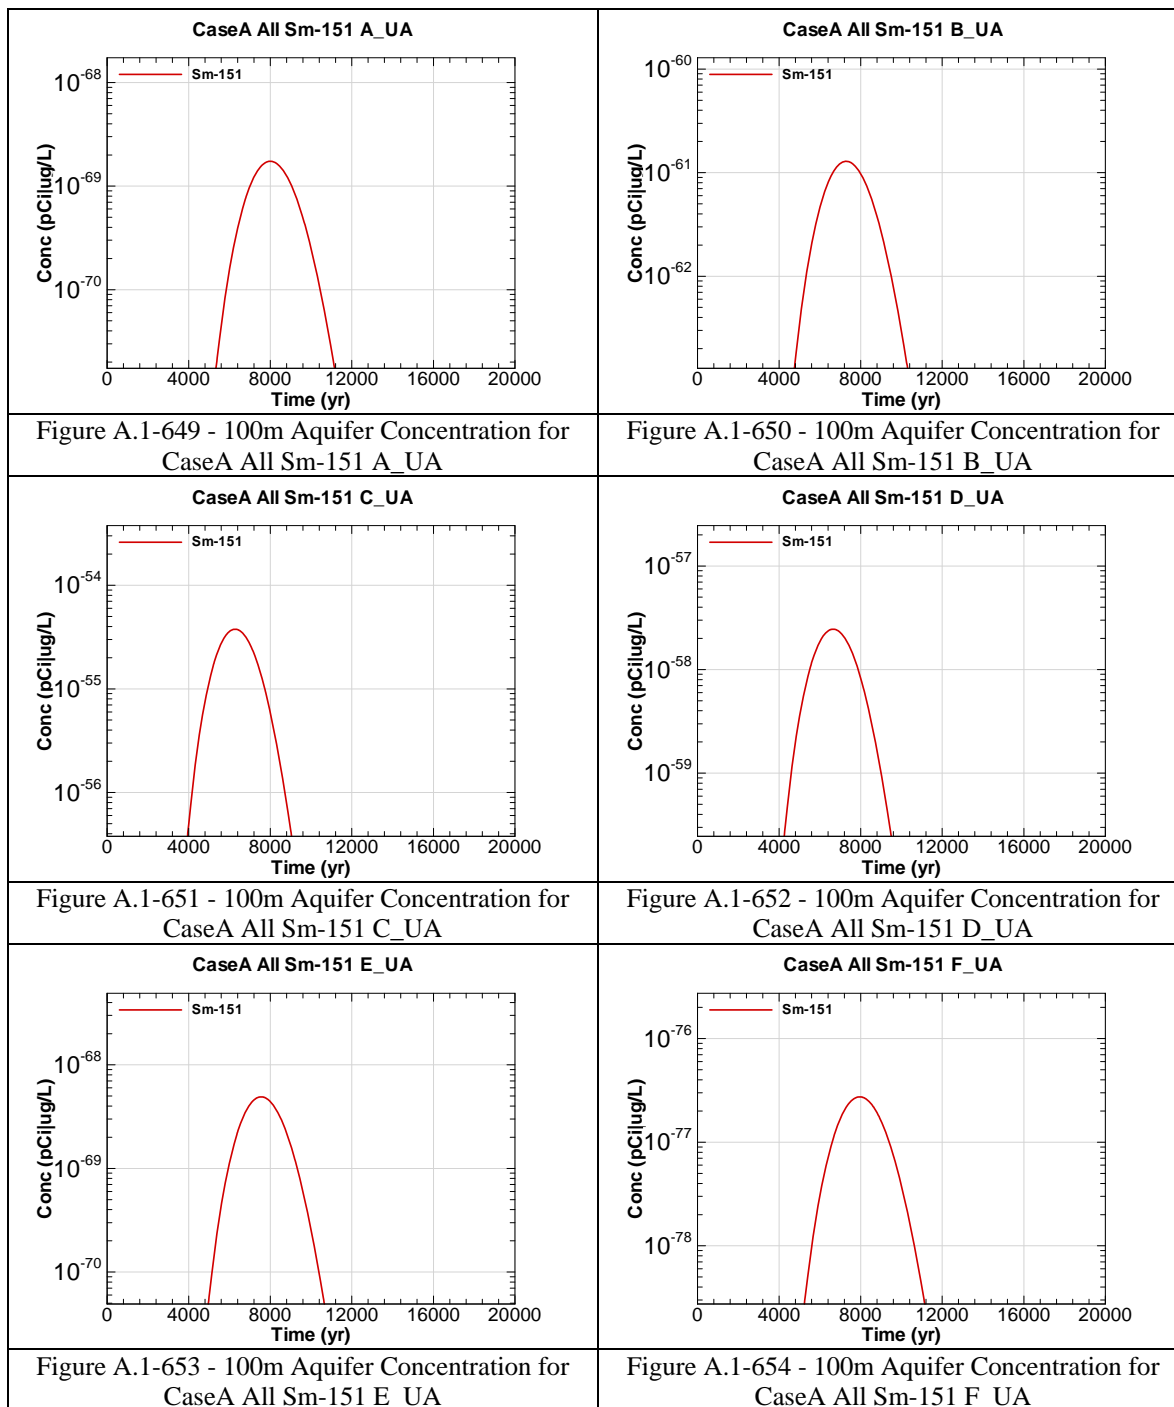 CaseA All Sm-151 A_UA
Sm-151
10-68
10-69
10-70
Conc (pCi|ug/L)
0 4000 8000 12000 16000 20000
Time (yr)
Figure A.1-649 - 100m Aquifer Concentration for
CaseA All Sm-151 A_UA
CaseA All Sm-151 B_UA
Sm-151
10-60
10-61
10-62
Conc (pCi|ug/L)
0 4000 8000 12000 16000 20000
Time (yr)
Figure A.1-650 - 100m Aquifer Concentration for
CaseA All Sm-151 B_UA
CaseA All Sm-151 C_UA
Sm-151
10-54
10-55
10-56
Conc (pCi|ug/L)
0 4000 8000 12000 16000 20000
Time (yr)
Figure A.1-651 - 100m Aquifer Concentration for
CaseA All Sm-151 C_UA
CaseA All Sm-151 D_UA
Sm-151
10-57
10-58
10-59
Conc (pCi|ug/L)
0 4000 8000 12000 16000 20000
Time (yr)
Figure A.1-652 - 100m Aquifer Concentration for
CaseA All Sm-151 D_UA
CaseA All Sm-151 E_UA
Sm-151
10-68
10-69
10-70
Conc (pCi|ug/L)
0 4000 8000 12000 16000 20000
Time (yr)
Figure A.1-653 - 100m Aquifer Concentration for
CaseA All Sm-151 E_UA
CaseA All Sm-151 F_UA
Sm-151
10-76
10-77
10-78
Conc (pCi|ug/L)
0 4000 8000 12000 16000 20000
Time (yr)
Figure A.1-654 - 100m Aquifer Concentration for
CaseA All Sm-151 F_UA